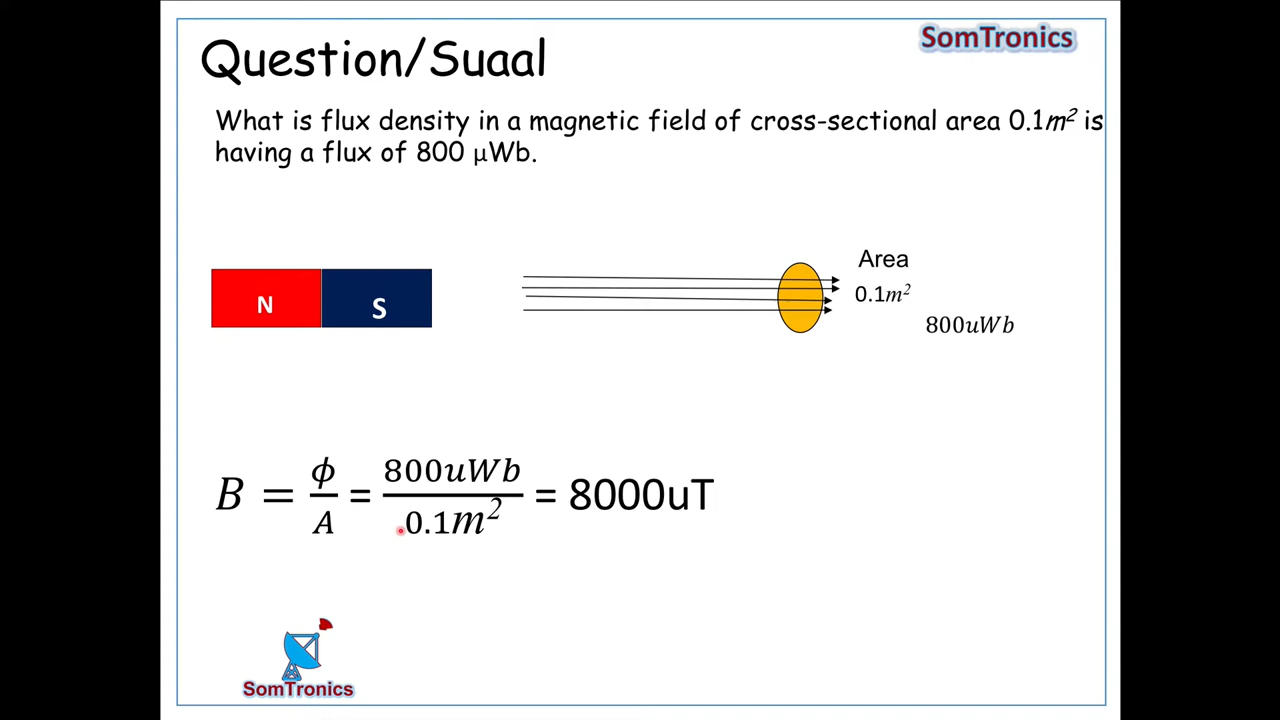 SomTronics
Question/Suaal
What is flux density in a magnetic field of cross-sectional area 0.1m² is
having a flux of 800 μWb.
N S
Area
0.1m²
800uWb
B = ϕ/A = 800uWb/0.1m² = 8000uT
SomTronics